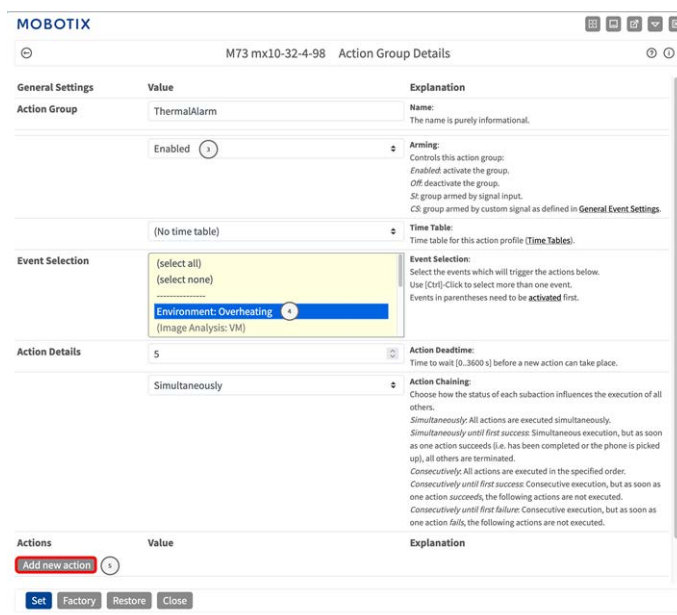 MOBOTIX
M73 mx10-32-4-98 Action Group Details
General Settings Value Explanation
Action Group ThermalAlarm Name:
The name is purely informational.
Enabled 3 Arming:
Controls this action group:
Enabled: activate the group.
Off: deactivate the group.
SI: group armed by signal input.
CS: group armed by custom signal as defined in General Event Settings.
(No time table) Time Table:
Time table for this action profile (Time Tables).
Event Selection
(select all)
(select none)
---------------
Environment: Overheating 4
(Image Analysis: VM)
Event Selection:
Select the events which will trigger the actions below.
Use [Ctrl]-Click to select more than one event.
Events in parentheses need to be activated first.
Action Details 5 Action Deadtime:
Time to wait [0..3600 s] before a new action can take place.
Simultaneously Action Chaining:
Choose how the status of each subaction influences the execution of all
others.
Simultaneously: All actions are executed simultaneously.
Simultaneously until first success: Simultaneous execution, but as soon
as one action succeeds (i.e. has been completed or the phone is picked
up), all others are terminated.
Consecutively: All actions are executed in the specified order.
Consecutively until first success: Consecutive execution, but as soon as
one action succeeds, the following actions are not executed.
Consecutively until first failure: Consecutive execution, but as soon as
one action fails, the following actions are not executed.
Actions Value Explanation
Add new action 5
Set Factory Restore Close